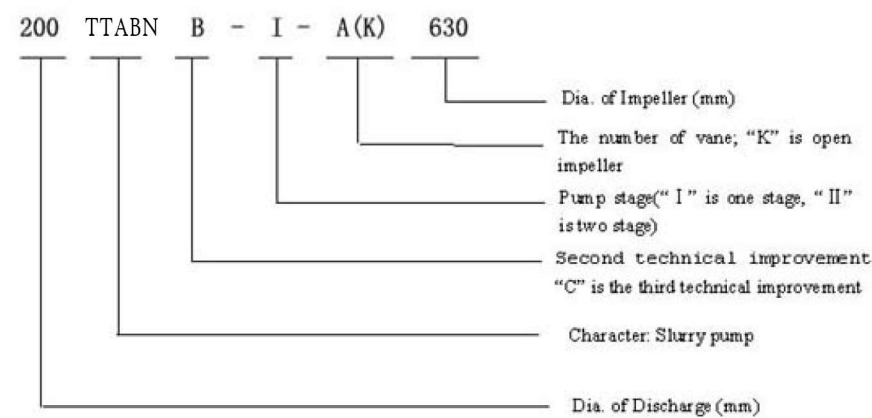 200 TTABN B - I - A(K) 630
Dia. of Impeller (mm)
The number of vane; “K” is open
impeller
Pump stage(“ I ” is one stage, “ II”
is two stage)
Second technical improvement
“C” is the third technical improvement
Character: Slurry pump
Dia. of Discharge (mm)